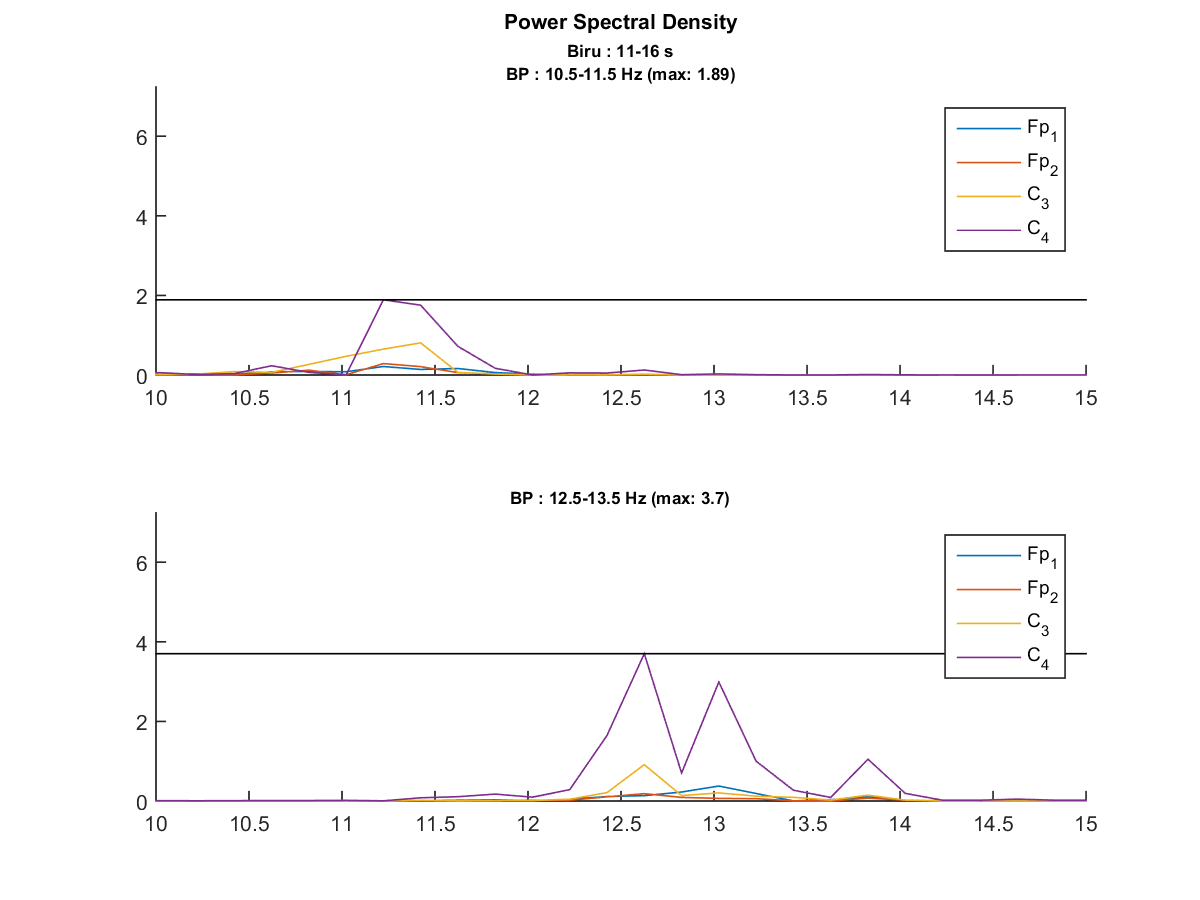 Power Spectral Density
Biru : 11-16 s
BP : 10.5-11.5 Hz (max: 1.89)
6
4
2
0
10 10.5 11 11.5 12 12.5 13 13.5 14 14.5 15
Fp1
Fp2
C3
C4
BP : 12.5-13.5 Hz (max: 3.7)
6
4
2
0
10 10.5 11 11.5 12 12.5 13 13.5 14 14.5 15
Fp1
Fp2
C3
C4